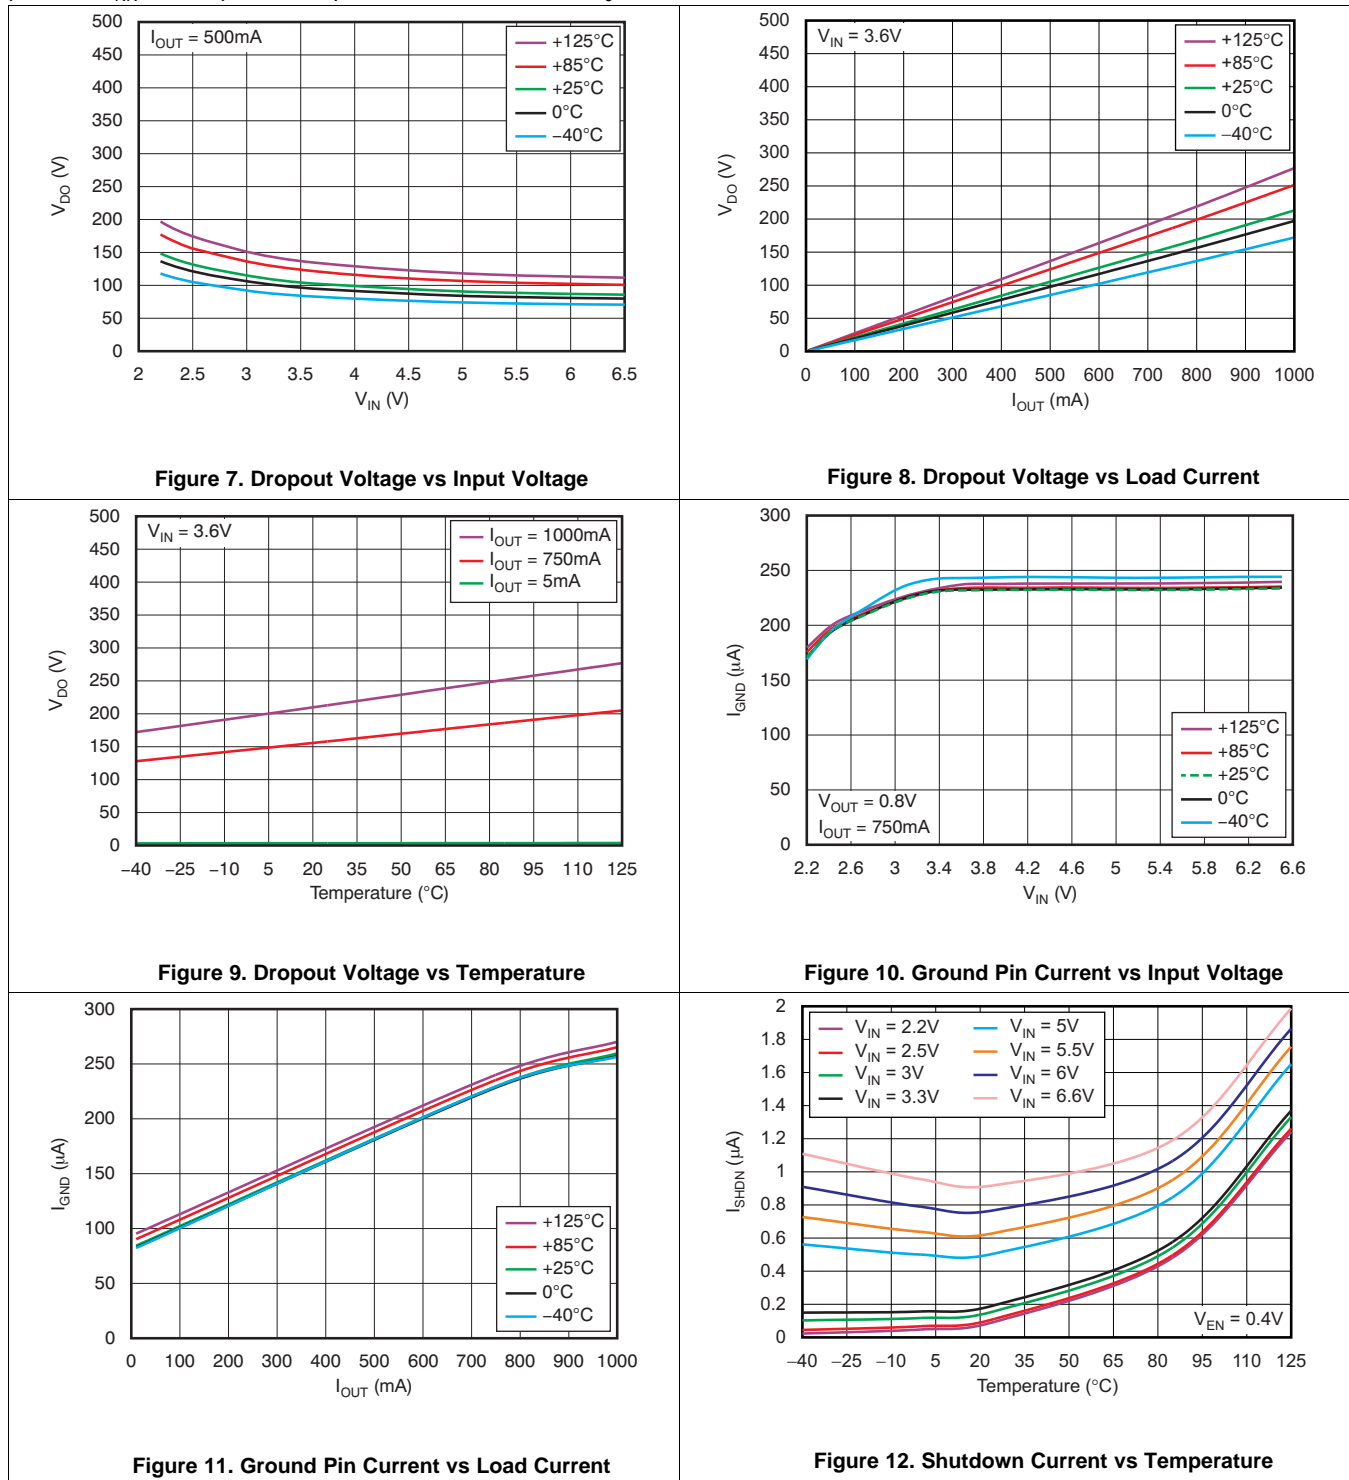 500
450
400
350
300
250
200
150
100
50
0
V_DO (V)
I_OUT = 500mA
+125°C
+85°C
+25°C
0°C
−40°C
2 2.5 3 3.5 4 4.5 5 5.5 6 6.5
V_IN (V)
Figure 7. Dropout Voltage vs Input Voltage
500
450
400
350
300
250
200
150
100
50
0
V_DO (V)
V_IN = 3.6V
+125°C
+85°C
+25°C
0°C
−40°C
0 100 200 300 400 500 600 700 800 900 1000
I_OUT (mA)
Figure 8. Dropout Voltage vs Load Current
500
450
400
350
300
250
200
150
100
50
0
V_DO (V)
V_IN = 3.6V
I_OUT = 1000mA
I_OUT = 750mA
I_OUT = 5mA
−40 −25 −10 5 20 35 50 65 80 95 110 125
Temperature (°C)
Figure 9. Dropout Voltage vs Temperature
300
250
200
150
100
50
0
I_GND (μA)
+125°C
+85°C
+25°C
0°C
−40°C
V_OUT = 0.8V
I_OUT = 750mA
2.2 2.6 3 3.4 3.8 4.2 4.6 5 5.4 5.8 6.2 6.6
V_IN (V)
Figure 10. Ground Pin Current vs Input Voltage
300
250
200
150
100
50
0
I_GND (μA)
+125°C
+85°C
+25°C
0°C
−40°C
0 100 200 300 400 500 600 700 800 900 1000
I_OUT (mA)
Figure 11. Ground Pin Current vs Load Current
2
1.8
1.6
1.4
1.2
1
0.8
0.6
0.4
0.2
0
I_SHDN (μA)
V_IN = 2.2V
V_IN = 2.5V
V_IN = 3V
V_IN = 3.3V
V_IN = 5V
V_IN = 5.5V
V_IN = 6V
V_IN = 6.6V
V_EN = 0.4V
−40 −25 −10 5 20 35 50 65 80 95 110 125
Temperature (°C)
Figure 12. Shutdown Current vs Temperature